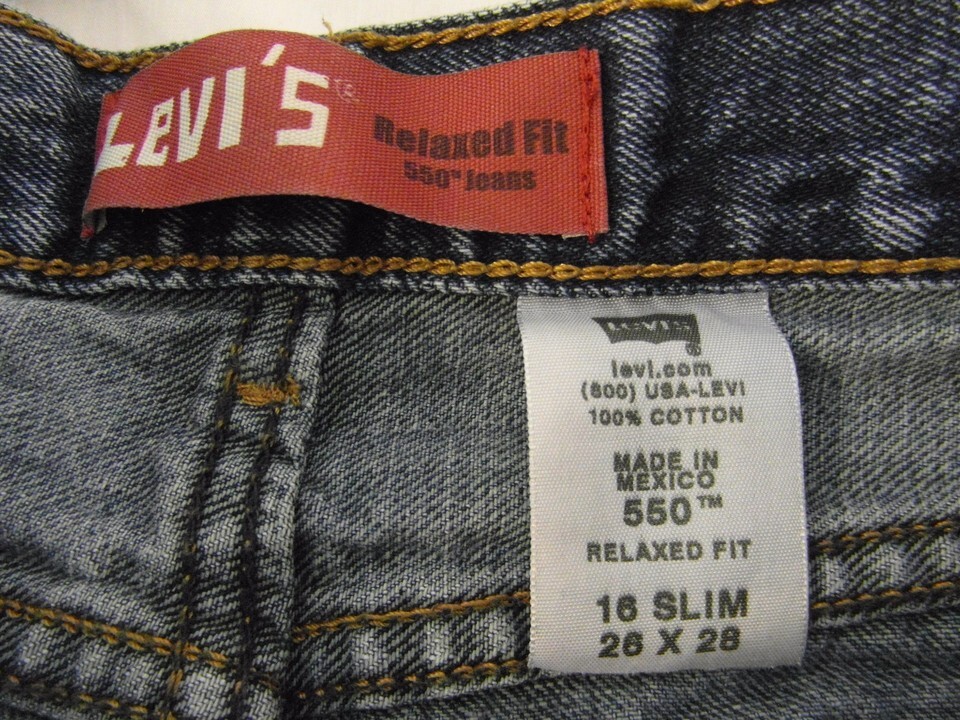 LEVI'S®
Relaxed Fit
550™ Jeans
LEVI'S
®
levi.com
(800) USA-LEVI
100% COTTON
MADE IN
MEXICO
550™
RELAXED FIT
16 SLIM
26 X 28